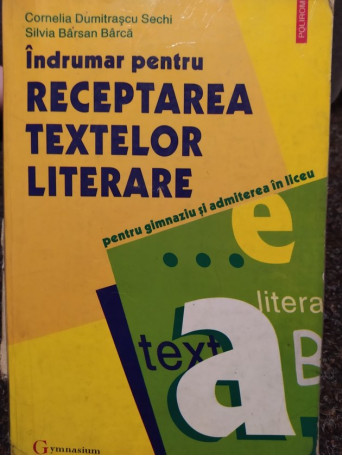 Cornelia Dumitrașcu Sechi
Silvia Bârsan Bârcă
POLIROM
Îndrumar pentru
RECEPTAREA
TEXTELOR
LITERARE
pentru gimnaziu și admiterea în liceu
...e
litera
text
a
B
Gymnasium